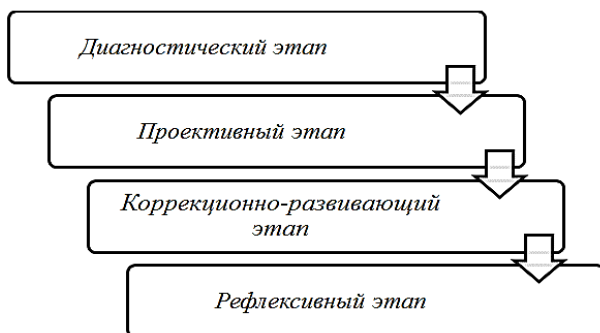 Диагностический этап
Проективный этап
Коррекционно-развивающий
этап
Рефлексивный этап